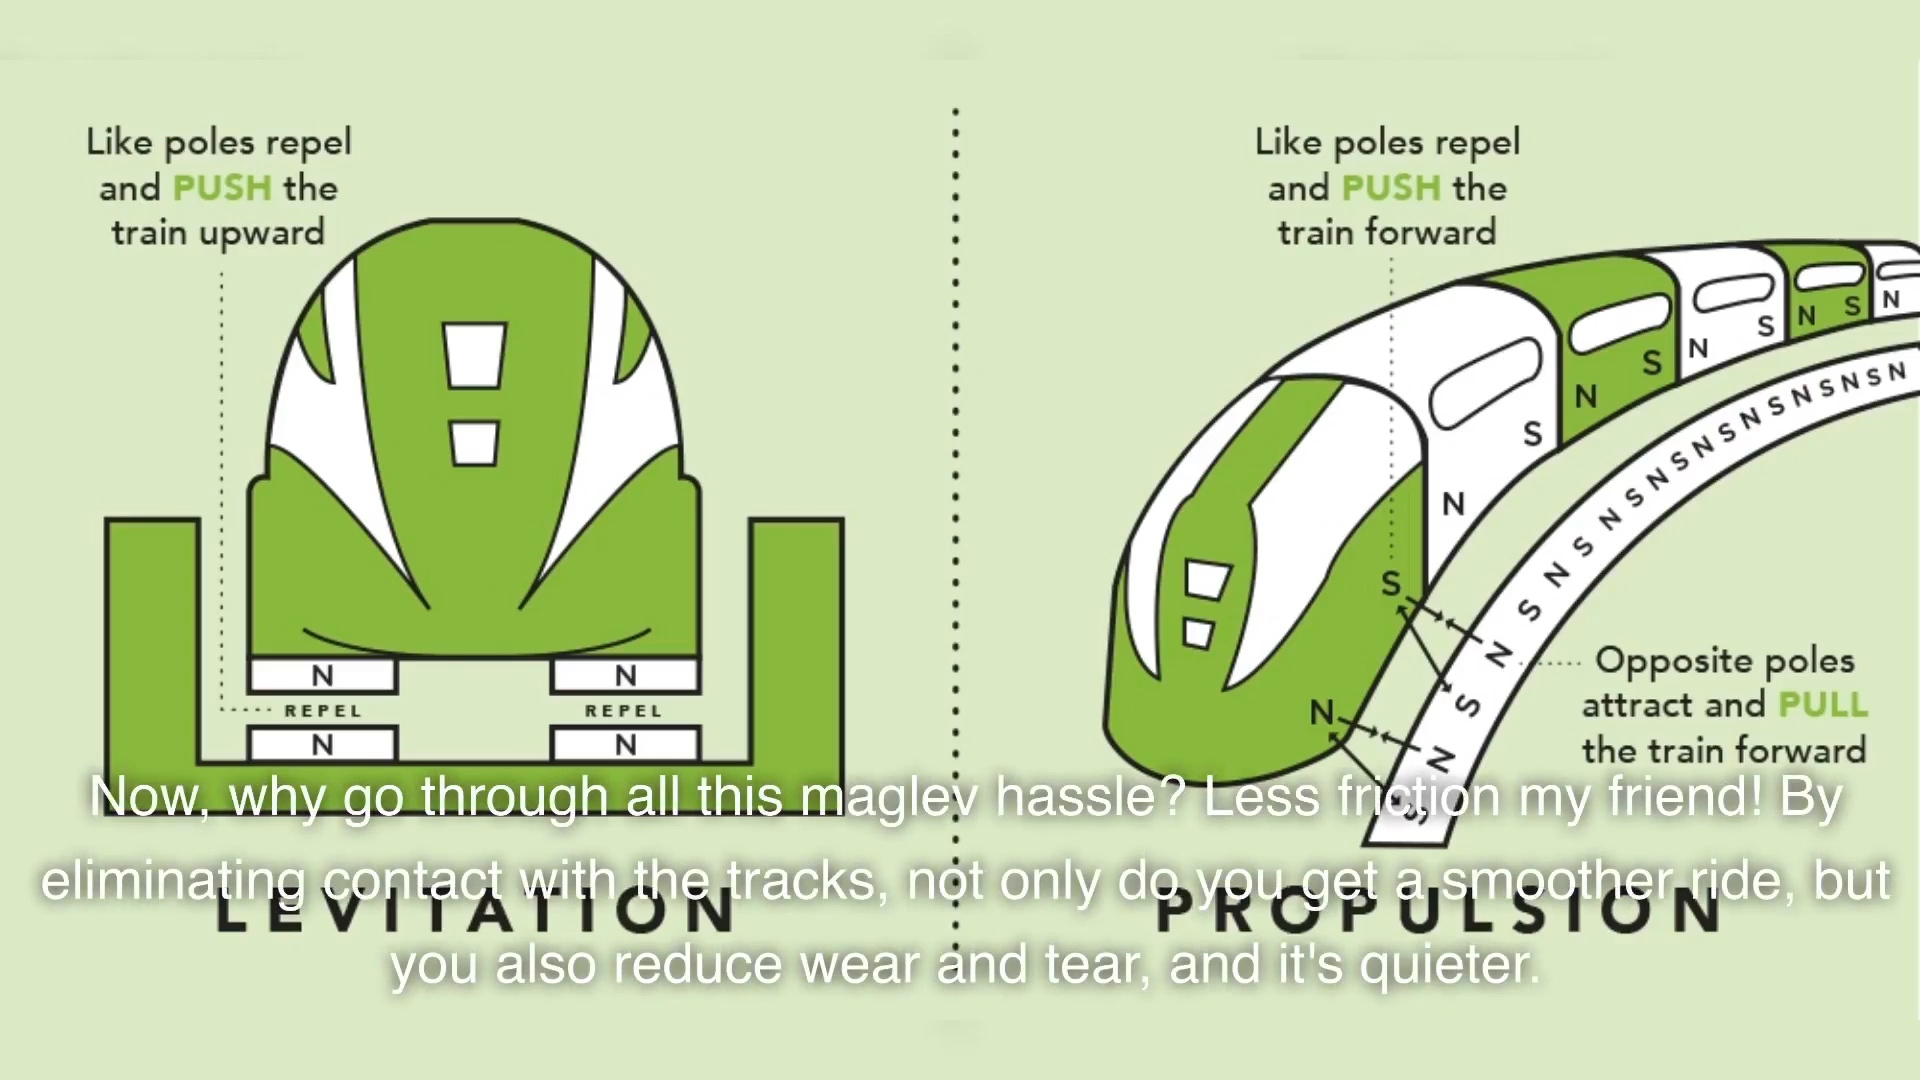 Like poles repel
and PUSH the
train upward
N
N
REPEL
REPEL
N
N
LEVITATION
Like poles repel
and PUSH the
train forward
S
N
N
S
N
S
N
S
N
S
N
Opposite poles
attract and PULL
the train forward
S
N
S
N
S
N
S
N
S
N
S
N
S
N
S
N
S
N
S
N
S
N
PROPULSION
Now, why go through all this maglev hassle? Less friction my friend! By
eliminating contact with the tracks, not only do you get a smoother ride, but
you also reduce wear and tear, and it's quieter.